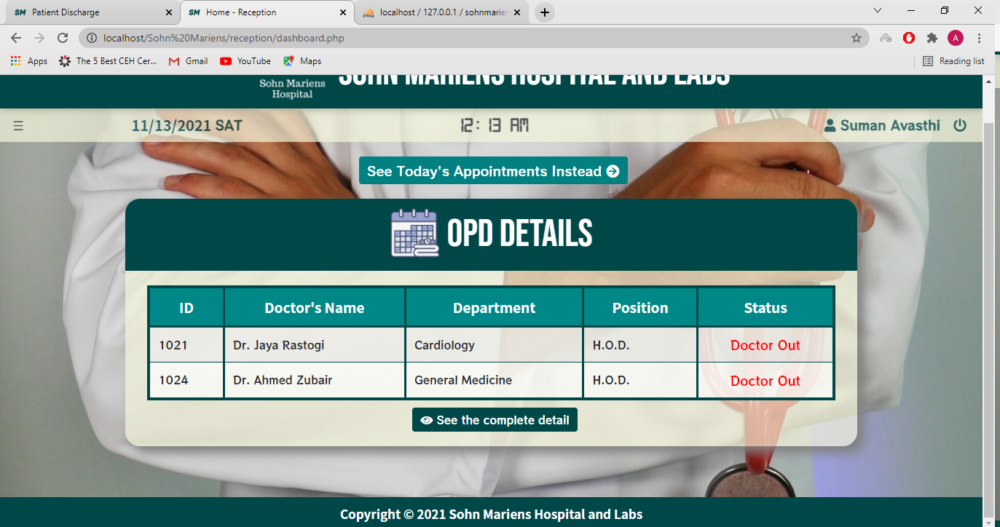 SM Patient Discharge
SM Home - Reception
PMA localhost / 127.0.0.1 / sohnmarie
localhost/Sohn%20Mariens/reception/dashboard.php
A
Apps
The 5 Best CEH Cer...
Gmail
YouTube
Maps
Reading list
Sohn Mariens
Hospital
SOHN MARIENS HOSPITAL AND LABS
11/13/2021 SAT
12: 13 AM
Suman Avasthi
See Today's Appointments Instead
OPD DETAILS
ID Doctor's Name Department Position Status
1021 Dr. Jaya Rastogi Cardiology H.O.D. Doctor Out
1024 Dr. Ahmed Zubair General Medicine H.O.D. Doctor Out
See the complete detail
Copyright © 2021 Sohn Mariens Hospital and Labs